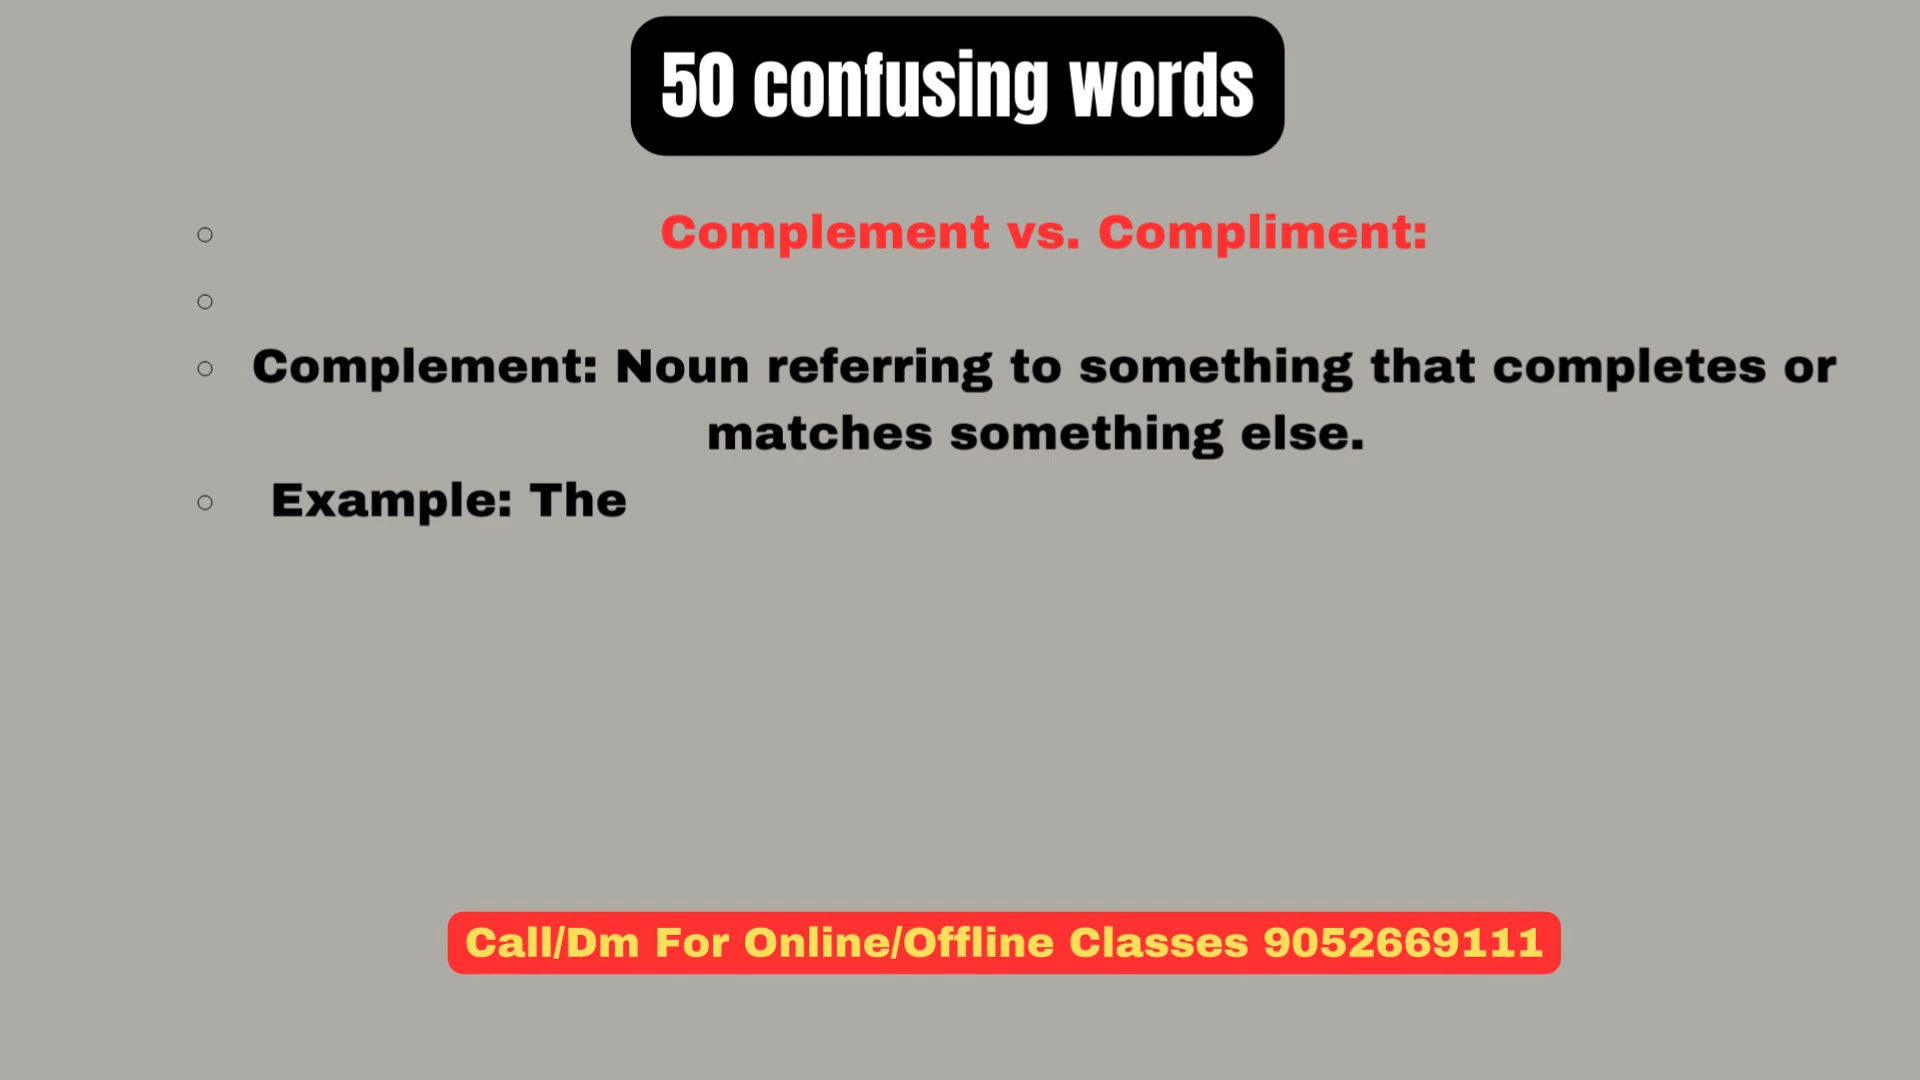 50 confusing words
Complement vs. Compliment:
Complement: Noun referring to something that completes or
matches something else.
Example: The
Call/Dm For Online/Offline Classes 9052669111